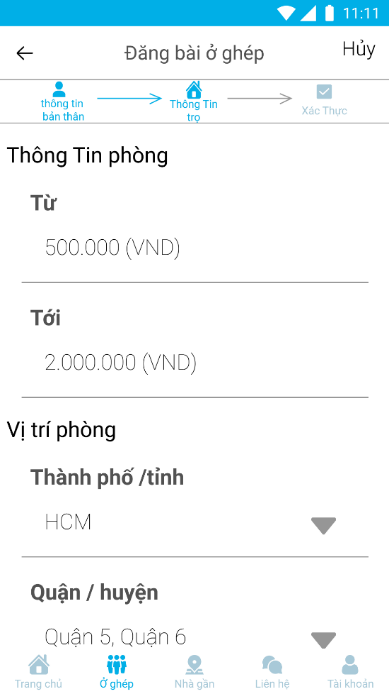 11:11
Đăng bài ở ghép
Hủy
thông tin
bản thân
Thông Tin
trọ
Xác Thực
Thông Tin phòng
Từ
500.000 (VND)
Tới
2.000.000 (VND)
Vị trí phòng
Thành phố /tỉnh
HCM
Quận / huyện
Quận 5, Quận 6
Trang chủ
Ở ghép
Nhà gần
Liên hệ
Tài khoản